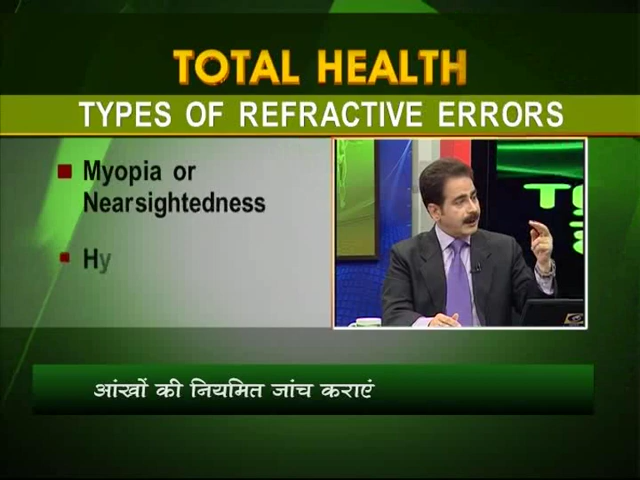 TOTAL HEALTH
TYPES OF REFRACTIVE ERRORS
Myopia or
Nearsightedness
Hy
आंखों की नियमित जांच कराएं